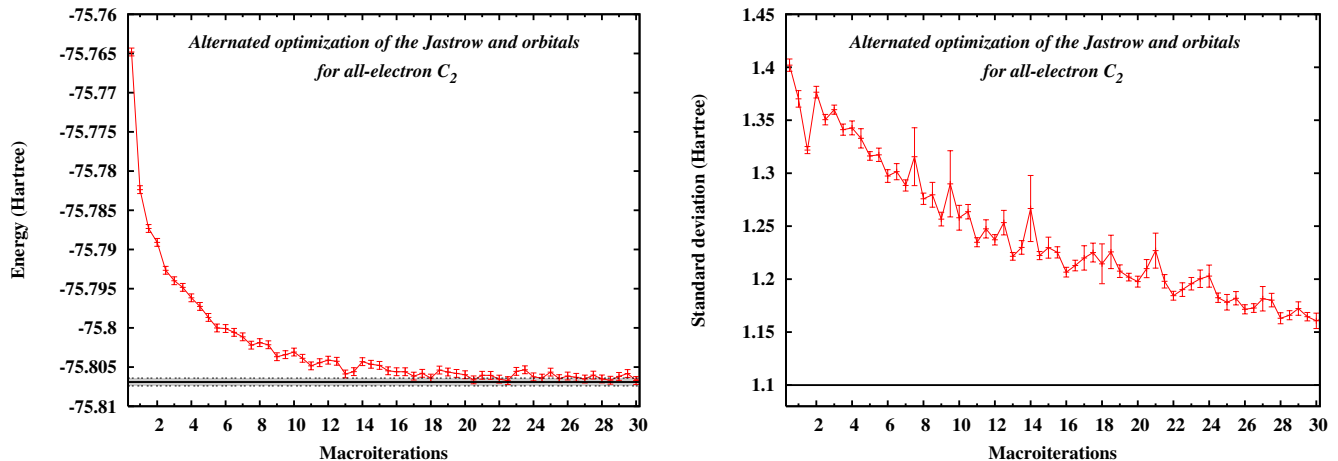 Alternated optimization of the Jastrow and orbitals
for all-electron C2
Energy (Hartree)
-75.76
-75.765
-75.77
-75.775
-75.78
-75.785
-75.79
-75.795
-75.8
-75.805
-75.81
2 4 6 8 10 12 14 16 18 20 22 24 26 28 30
Macroiterations
Alternated optimization of the Jastrow and orbitals
for all-electron C2
Standard deviation (Hartree)
1.45
1.4
1.35
1.3
1.25
1.2
1.15
1.1
2 4 6 8 10 12 14 16 18 20 22 24 26 28 30
Macroiterations